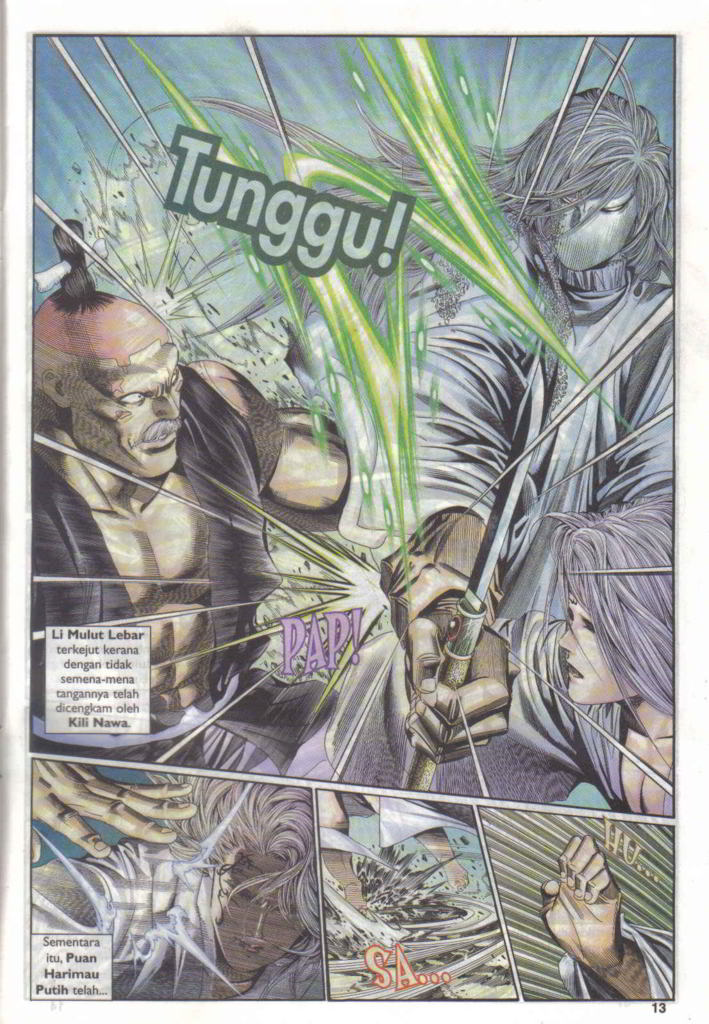 Tunggu!
PAP!
Li Mulut Lebar
terkejut kerana
dengan tidak
semena-mena
tangannya telah
dicengkam oleh
Kili Nawa.
HU...
Sementara
itu, Puan
Harimau
Putih telah...
SA...
13